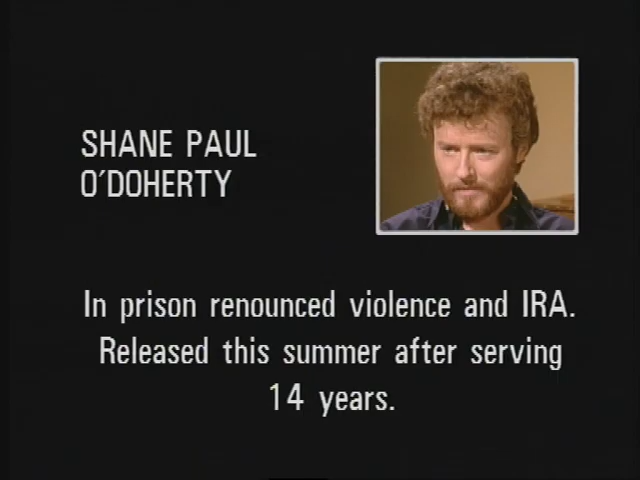 SHANE PAUL
O'DOHERTY
In prison renounced violence and IRA.
Released this summer after serving
14 years.